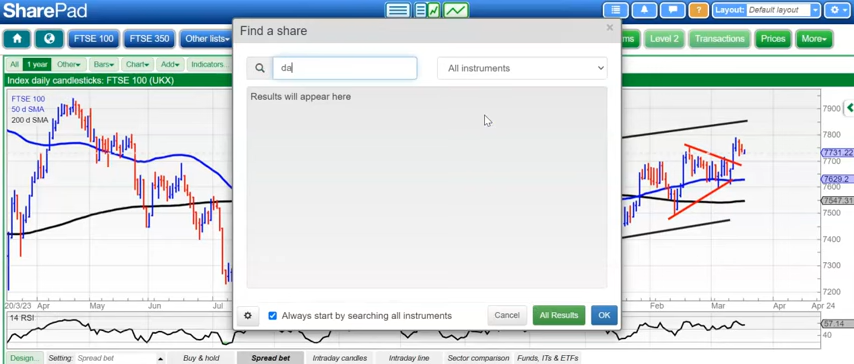 SharePad
Layout: Default layout
FTSE 100
FTSE 350
Other lists
Level 2
Transactions
Prices
More
All
1 year
Other
Bars
Chart
Add
Indicators
Index daily candlesticks: FTSE 100 (UKX)
FTSE 100
50 d SMA
200 d SMA
Find a share
×
da
All instruments
Results will appear here
Always start by searching all instruments
Cancel
All Results
OK
7900
7800
7731.22
7700
7629.2
7547.31
7500
7400
7300
7200
20/3/23
Apr
May
Jun
Jul
Feb
Mar
Apr 24
14 RSI
57.14
40
Design...
Setting:
Spread bet
Buy & hold
Spread bet
Intraday candles
Intraday line
Sector comparison
Funds, ITs & ETFs